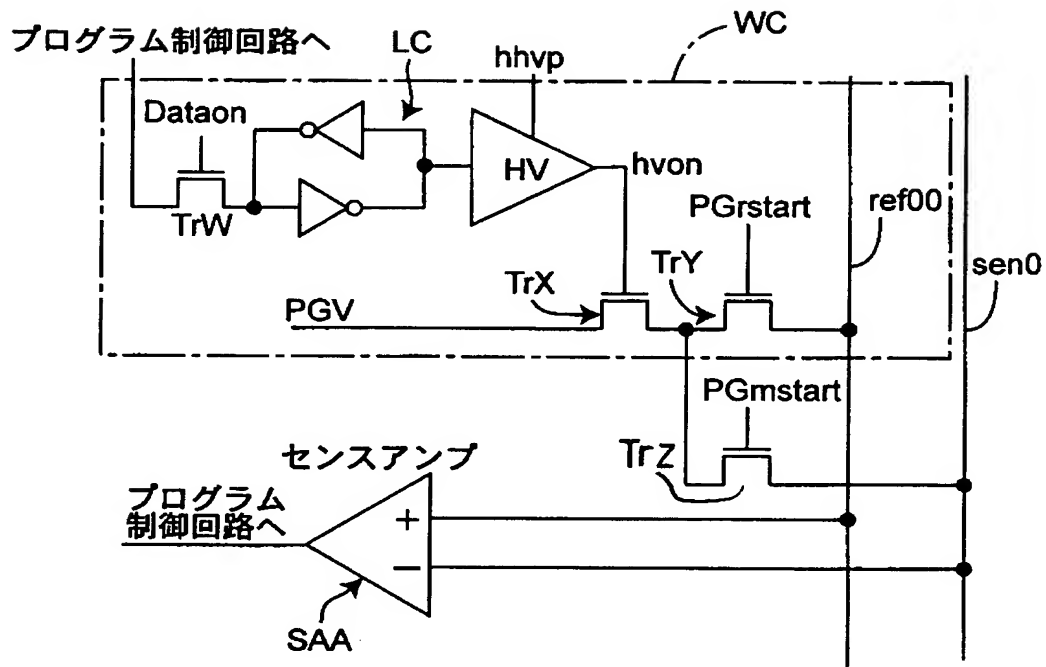 WC
プログラム制御回路へ
LC
hhvp
Dataon
HV
hvon
TrW
PGrstart
ref00
sen0
TrX
TrY
PGV
PGmstart
センスアンプ
TrZ
プログラム
制御回路へ
+
−
SAA